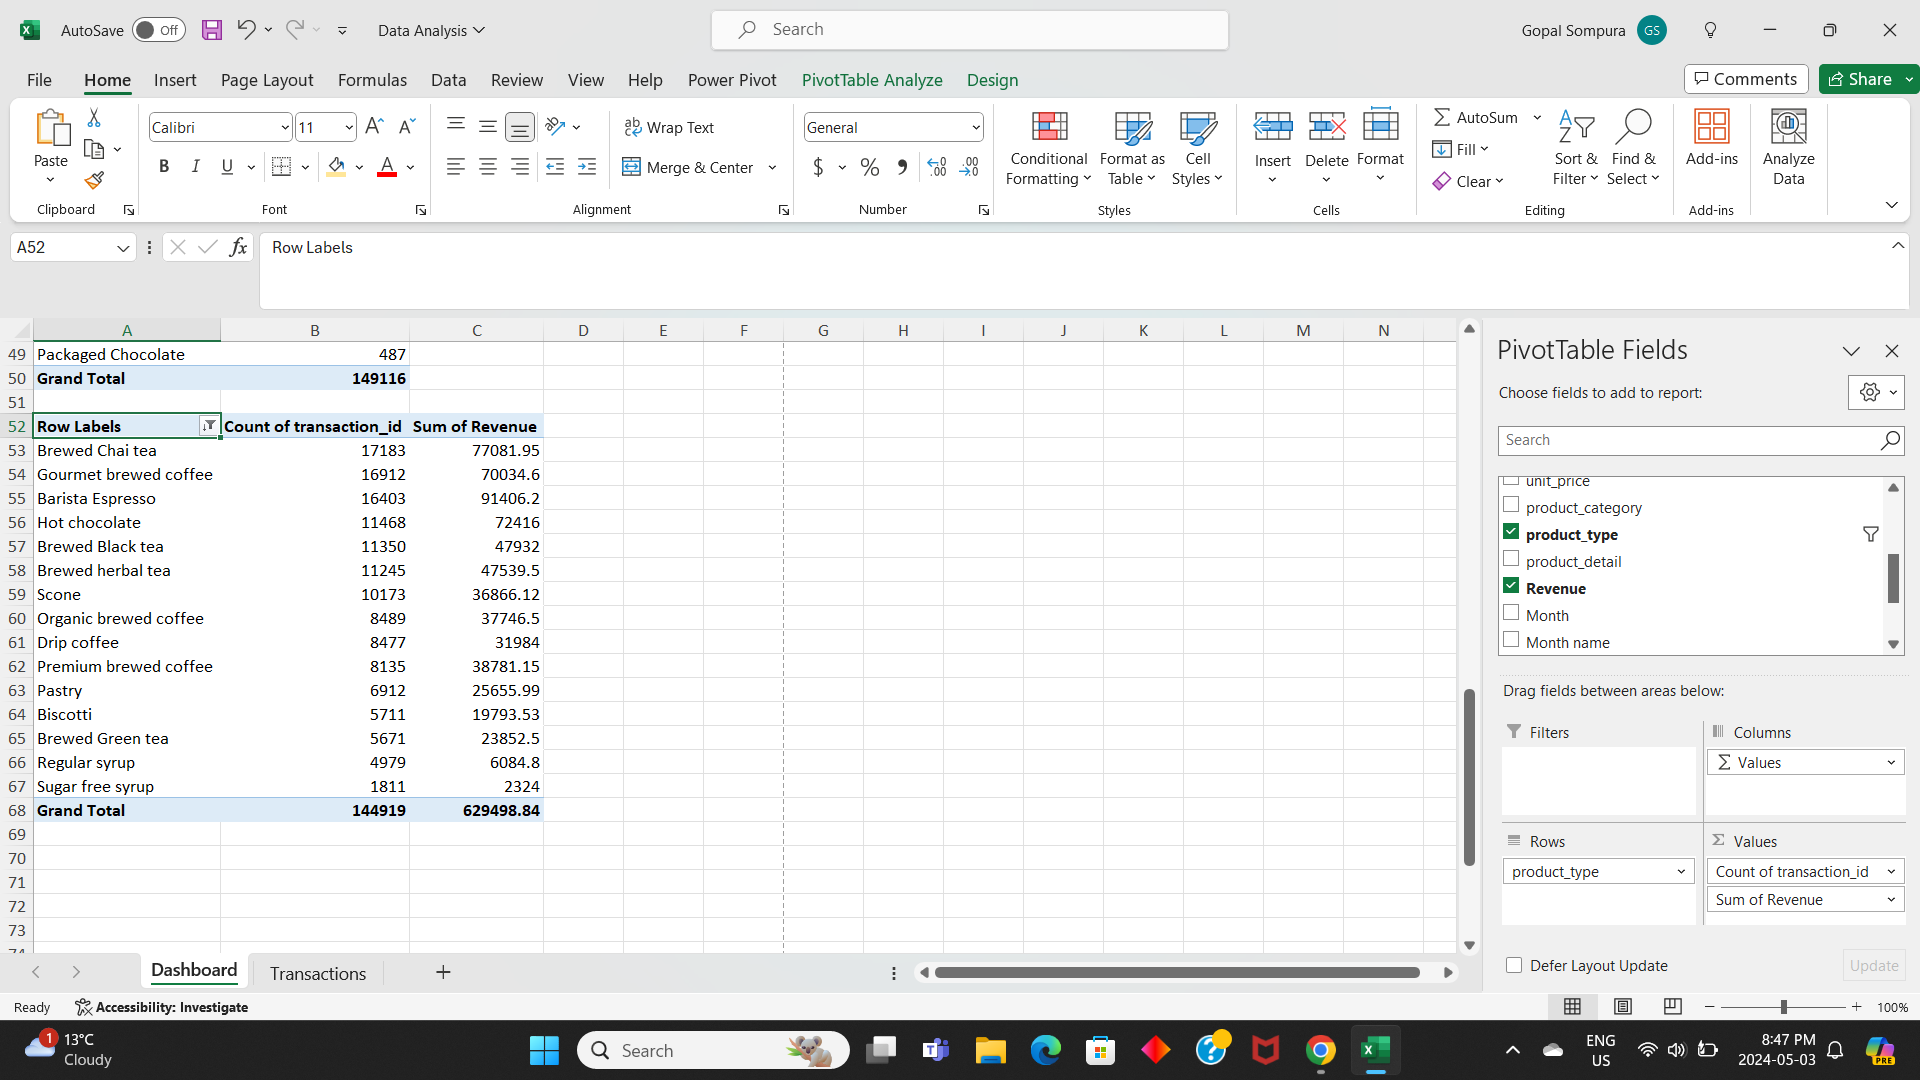 AutoSave Off Data Analysis Search Gopal Sompura GS
File Home Insert Page Layout Formulas Data Review View Help Power Pivot PivotTable Analyze Design Comments Share
Paste
Clipboard
Calibri 11
B I U A
Font
Wrap Text
Merge & Center
Alignment
General
$ % ,
Number
Conditional Formatting
Format as Table
Cell Styles
Styles
Insert Delete Format
Cells
AutoSum
Fill
Clear
Sort & Filter
Find & Select
Editing
Add-ins
Add-ins
Analyze Data
A52 fx Row Labels
A B C D E F G H I J K L M N
49 Packaged Chocolate 487
50 Grand Total 149116
51
52 Row Labels Count of transaction_id Sum of Revenue
53 Brewed Chai tea 17183 77081.95
54 Gourmet brewed coffee 16912 70034.6
55 Barista Espresso 16403 91406.2
56 Hot chocolate 11468 72416
57 Brewed Black tea 11350 47932
58 Brewed herbal tea 11245 47539.5
59 Scone 10173 36866.12
60 Organic brewed coffee 8489 37746.5
61 Drip coffee 8477 31984
62 Premium brewed coffee 8135 38781.15
63 Pastry 6912 25655.99
64 Biscotti 5711 19793.53
65 Brewed Green tea 5671 23852.5
66 Regular syrup 4979 6084.8
67 Sugar free syrup 1811 2324
68 Grand Total 144919 629498.84
69
70
71
72
73
74
PivotTable Fields
Choose fields to add to report:
Search
unit_price
product_category
product_type
product_detail
Revenue
Month
Month name
Drag fields between areas below:
Filters
Columns
Σ Values
Rows
product_type
Σ Values
Count of transaction_id
Sum of Revenue
Defer Layout Update Update
Dashboard Transactions +
Ready Accessibility: Investigate 100%
1 13°C
Cloudy
Search
ENG
US
8:47 PM
2024-05-03
PRE